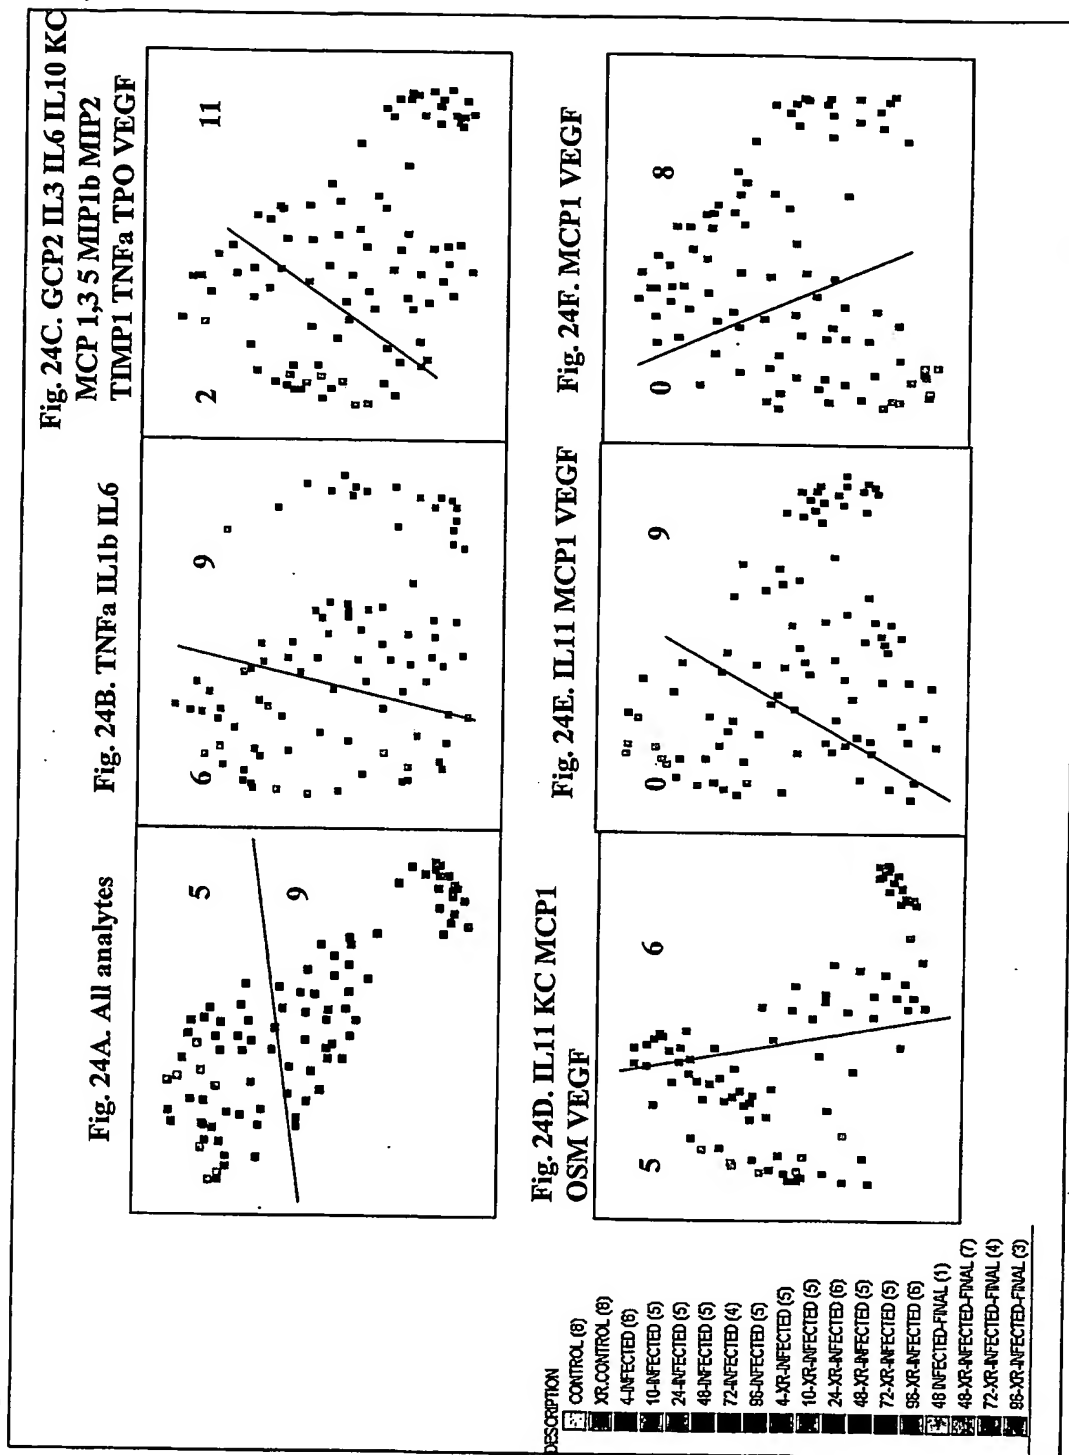 Fig. 24A. All analytes
5
9
Fig. 24B. TNFa IL1b IL6
6
9
Fig. 24C. GCP2 IL3 IL6 IL10 KC
MCP 1,3 5 MIP1b MIP2
TIMP1 TNFa TPO VEGF
2
11
Fig. 24D. IL11 KC MCP1
OSM VEGF
5
6
Fig. 24E. IL11 MCP1 VEGF
0
9
Fig. 24F. MCP1 VEGF
0
8
DESCRIPTION
CONTROL (8)
XR.CONTROL (8)
4-INFECTED (6)
10-INFECTED (5)
24-INFECTED (5)
48-INFECTED (5)
72-INFECTED (4)
96-INFECTED (5)
4-XR-INFECTED (5)
10-XR-INFECTED (5)
24-XR-INFECTED (6)
48-XR-INFECTED (5)
72-XR-INFECTED (5)
96-XR-INFECTED (6)
48 INFECTED-FINAL (1)
48-XR-INFECTED-FINAL (7)
72-XR-INFECTED-FINAL (4)
96-XR-INFECTED-FINAL (3)